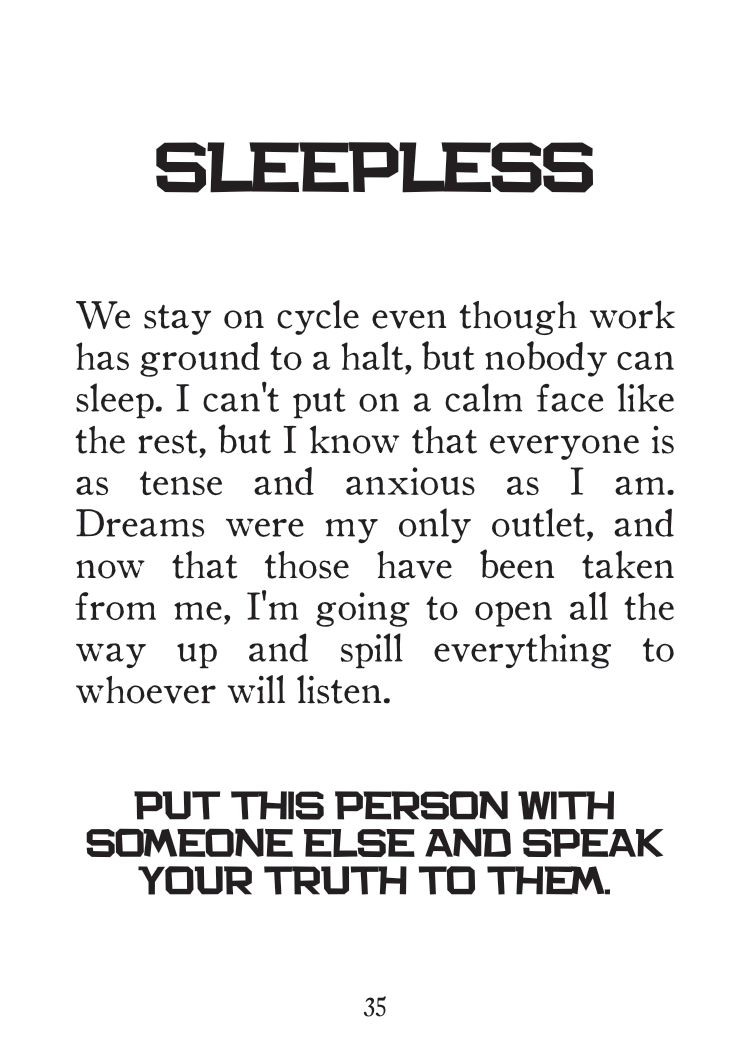 SLEEPLESS
We stay on cycle even though work
has ground to a halt, but nobody can
sleep. I can't put on a calm face like
the rest, but I know that everyone is
as tense and anxious as I am.
Dreams were my only outlet, and
now that those have been taken
from me, I'm going to open all the
way up and spill everything to
whoever will listen.
PUT THIS PERSON WITH
SOMEONE ELSE AND SPEAK
YOUR TRUTH TO THEM.
35